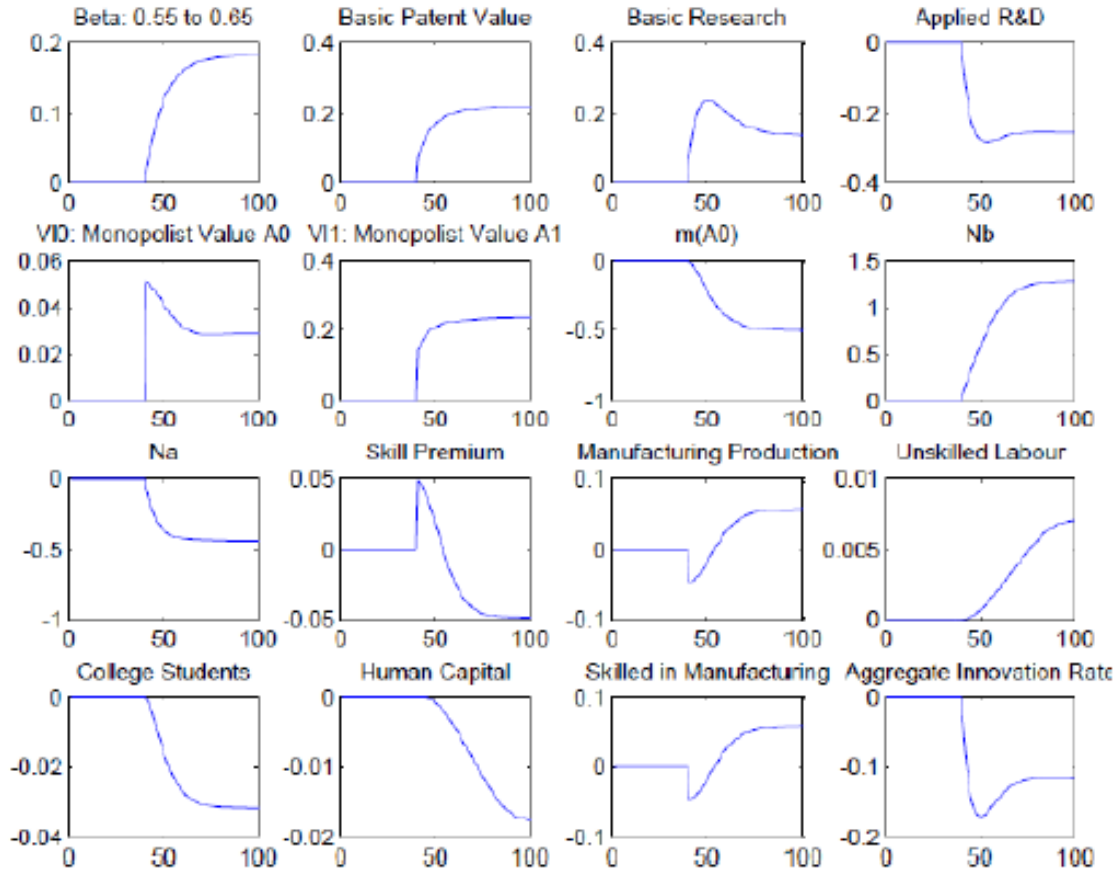 Beta: 0.55 to 0.65 Basic Patent Value Basic Research Applied R&D
0.2 0.4 0.4 0
0.1 0.2 0.2 -0.2
0 0 0 -0.4
0 50 100 0 50 100 0 50 100 0 50 100
VI0: Monopolist Value A0 VI1: Monopolist Value A1 m(A0) Nb
0.06 0.4 0 1.5
0.04 0.2 -0.5 1
0.02 0.5
0 0 -1 0
0 50 100 0 50 100 0 50 100 0 50 100
Na Skill Premium Manufacturing Production Unskilled Labour
0 0.05 0.1 0.01
-0.5 0 0 0.005
-1 -0.05 -0.1 0
0 50 100 0 50 100 0 50 100 0 50 100
College Students Human Capital Skilled in Manufacturing Aggregate Innovation Rate
0 0 0.1 0
-0.02 -0.01 0 -0.1
-0.04 -0.02 -0.1 -0.2
0 50 100 0 50 100 0 50 100 0 50 100